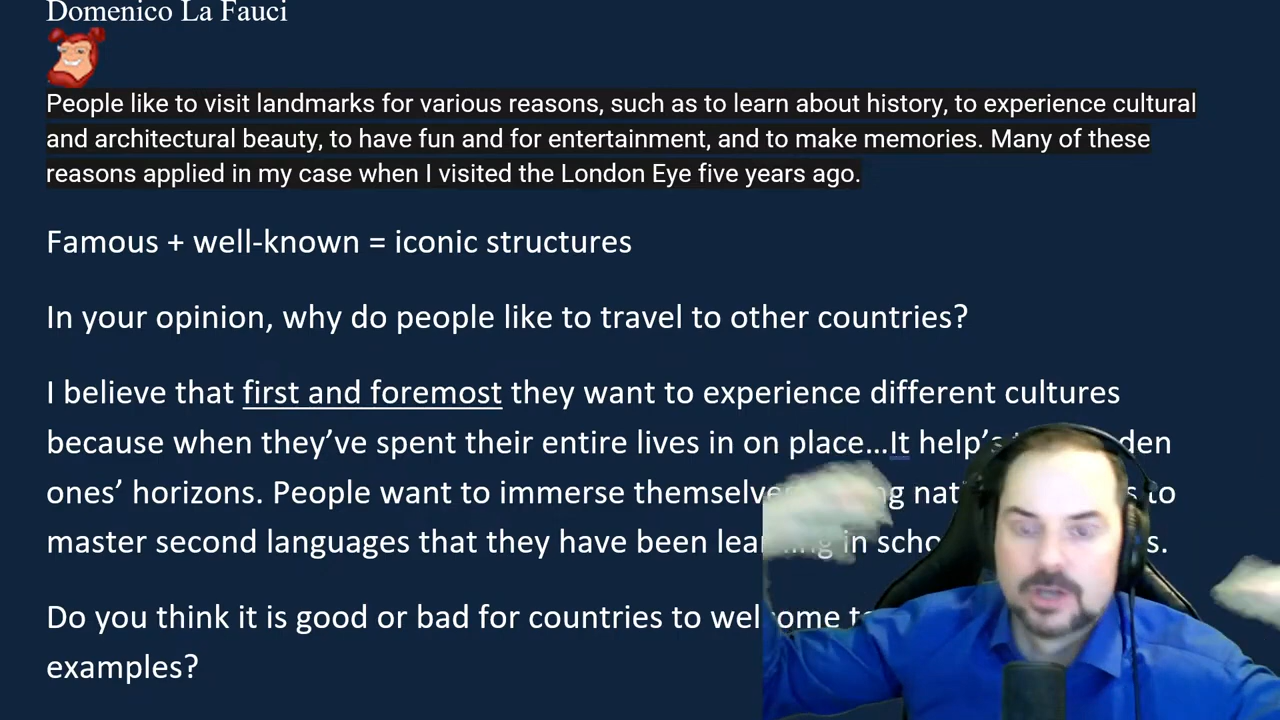 Domenico La Fauci
People like to visit landmarks for various reasons, such as to learn about history, to experience cultural
and architectural beauty, to have fun and for entertainment, and to make memories. Many of these
reasons applied in my case when I visited the London Eye five years ago.
Famous + well-known = iconic structures
In your opinion, why do people like to travel to other countries?
I believe that first and foremost they want to experience different cultures
because when they’ve spent their entire lives in on place…It help’s
ones’ horizons. People want to immerse to
master second languages that they have been in
Do you think it is good or bad for countries to welcome
examples?